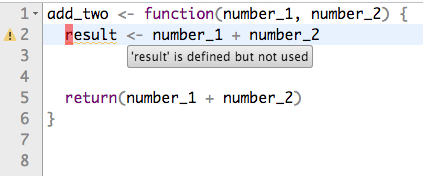 1 add_two <- function(number_1, number_2) {
2 result <- number_1 + number_2
3 'result' is defined but not used
4
5 return(number_1 + number_2)
6 }
7
8